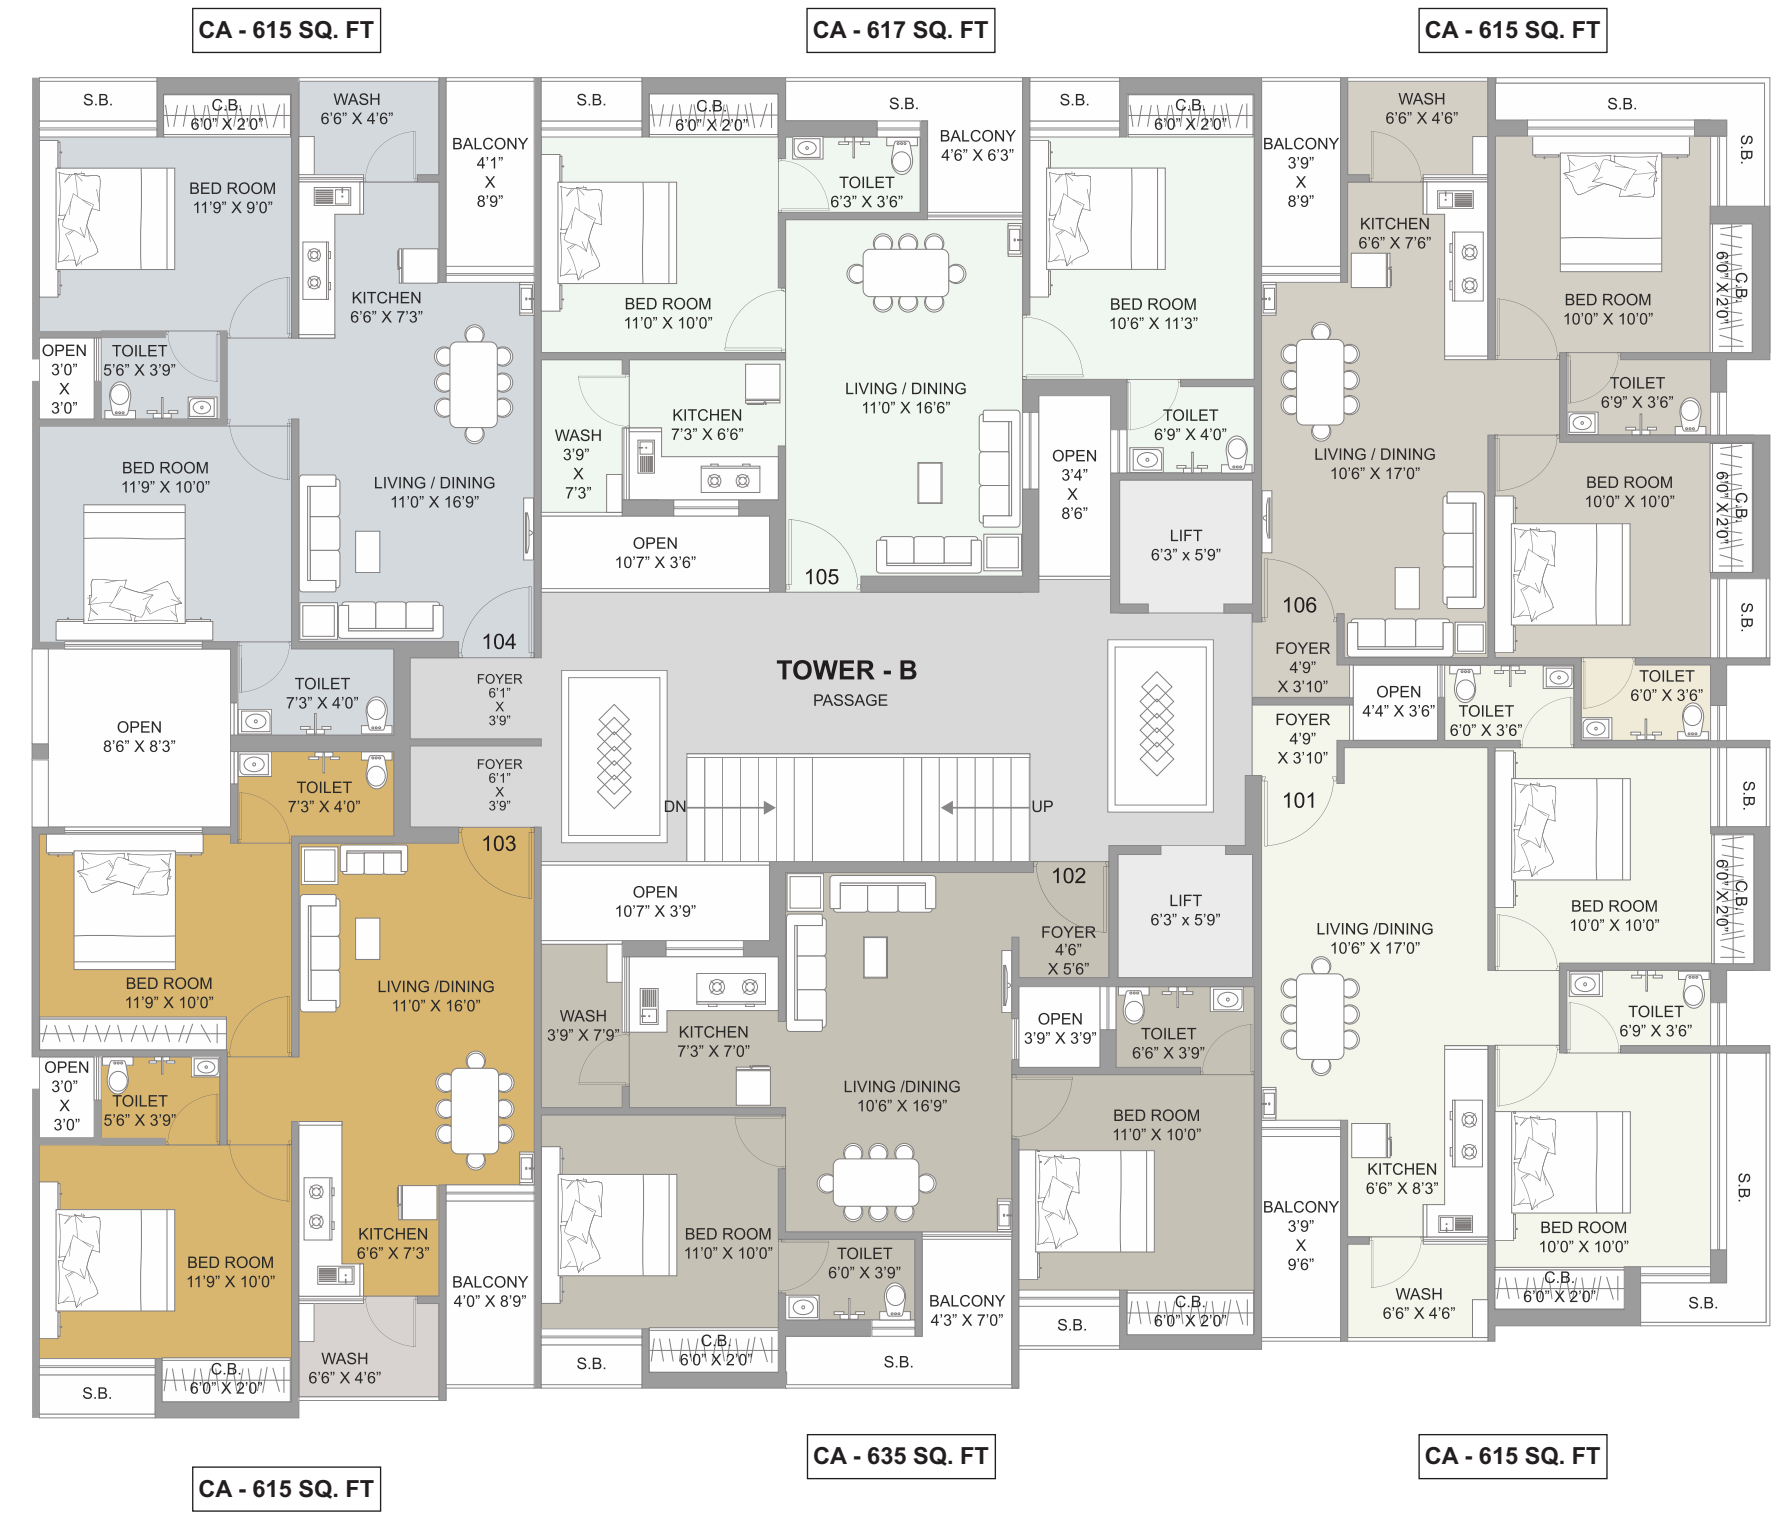 CA - 615 SQ. FT
CA - 617 SQ. FT
CA - 615 SQ. FT
S.B.
C.B.
6'0” X 2'0”
WASH
6'6” X 4'6”
BALCONY
4'1”
X
8'9”
BED ROOM
11'9” X 9'0”
KITCHEN
6'6” X 7'3”
OPEN
3'0”
X
3'0”
TOILET
5'6” X 3'9”
BED ROOM
11'9” X 10'0”
LIVING / DINING
11'0” X 16'9”
104
TOILET
7'3” X 4'0”
FOYER
6'1”
X
3'9”
OPEN
8'6” X 8'3”
S.B.
C.B.
6'0” X 2'0”
S.B.
TOILET
6'3” X 3'6”
BALCONY
4'6” X 6'3”
BED ROOM
11'0” X 10'0”
S.B.
C.B.
6'0” X 2'0”
BED ROOM
10'6” X 11'3”
LIVING / DINING
11'0” X 16'6”
KITCHEN
7'3” X 6'6”
WASH
3'9”
X
7'3”
OPEN
10'7” X 3'6”
TOILET
6'9” X 4'0”
OPEN
3'4”
X
8'6”
105
LIFT
6'3” x 5'9”
BALCONY
3'9”
X
8'9”
WASH
6'6” X 4'6”
S.B.
S.B.
KITCHEN
6'6” X 7'6”
BED ROOM
10'0” X 10'0”
C.B.
6'0” X 2'0”
TOILET
6'9” X 3'6”
LIVING / DINING
10'6” X 17'0”
BED ROOM
10'0” X 10'0”
C.B.
6'0” X 2'0”
S.B.
106
FOYER
4'9”
X 3'10”
OPEN
4'4” X 3'6”
TOILET
6'0” X 3'6”
TOILET
6'0” X 3'6”
TOWER - B
PASSAGE
DN
UP
FOYER
6'1”
X
3'9”
TOILET
7'3” X 4'0”
103
BED ROOM
11'9” X 10'0”
LIVING /DINING
11'0” X 16'0”
OPEN
3'0”
X
3'0”
TOILET
5'6” X 3'9”
BED ROOM
11'9” X 10'0”
KITCHEN
6'6” X 7'3”
BALCONY
4'0” X 8'9”
WASH
6'6” X 4'6”
C.B.
6'0” X 2'0”
S.B.
OPEN
10'7” X 3'9”
102
FOYER
4'6”
X 5'6”
LIFT
6'3” x 5'9”
WASH
3'9” X 7'9”
KITCHEN
7'3” X 7'0”
OPEN
3'9” X 3'9”
TOILET
6'6” X 3'9”
LIVING /DINING
10'6” X 16'9”
BED ROOM
11'0” X 10'0”
BED ROOM
11'0” X 10'0”
TOILET
6'0” X 3'9”
BALCONY
4'3” X 7'0”
S.B.
C.B.
6'0” X 2'0”
S.B.
S.B.
C.B.
6'0” X 2'0”
FOYER
4'9”
X 3'10”
101
S.B.
C.B.
6'0” X 2'0”
BED ROOM
10'0” X 10'0”
LIVING /DINING
10'6” X 17'0”
TOILET
6'9” X 3'6”
KITCHEN
6'6” X 8'3”
BALCONY
3'9”
X
9'6”
S.B.
BED ROOM
10'0” X 10'0”
C.B.
6'0” X 2'0”
WASH
6'6” X 4'6”
S.B.
CA - 615 SQ. FT
CA - 635 SQ. FT
CA - 615 SQ. FT